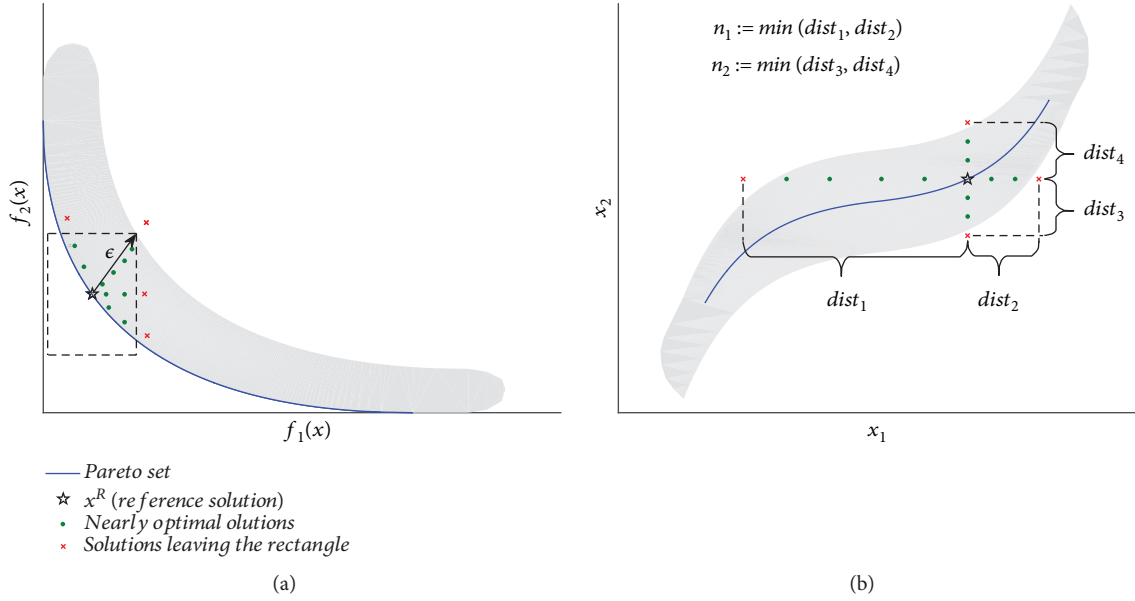 f₂(x)
ϵ
f₁(x)
Pareto set
xᴿ (reference solution)
Nearly optimal olutions
Solutions leaving the rectangle
(a)
n₁ := min (dist₁, dist₂)
n₂ := min (dist₃, dist₄)
x₂
dist₄
dist₃
dist₁
dist₂
x₁
(b)